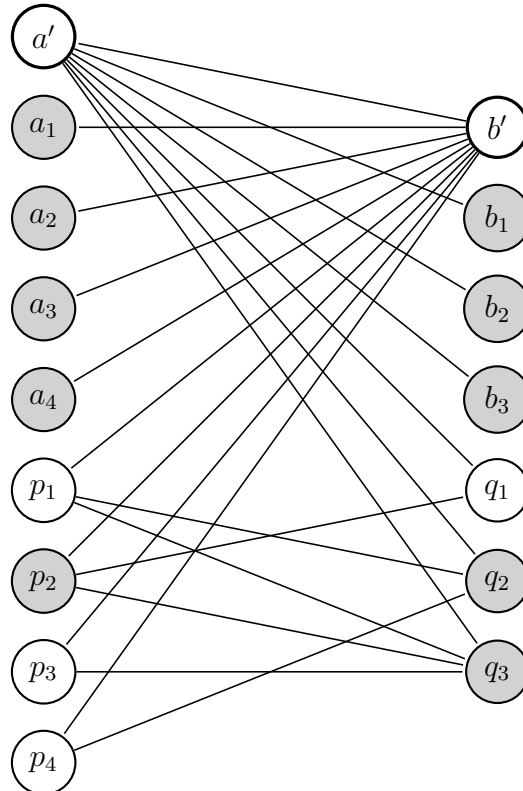 a′
a₁
a₂
a₃
a₄
p₁
p₂
p₃
p₄
b′
b₁
b₂
b₃
q₁
q₂
q₃